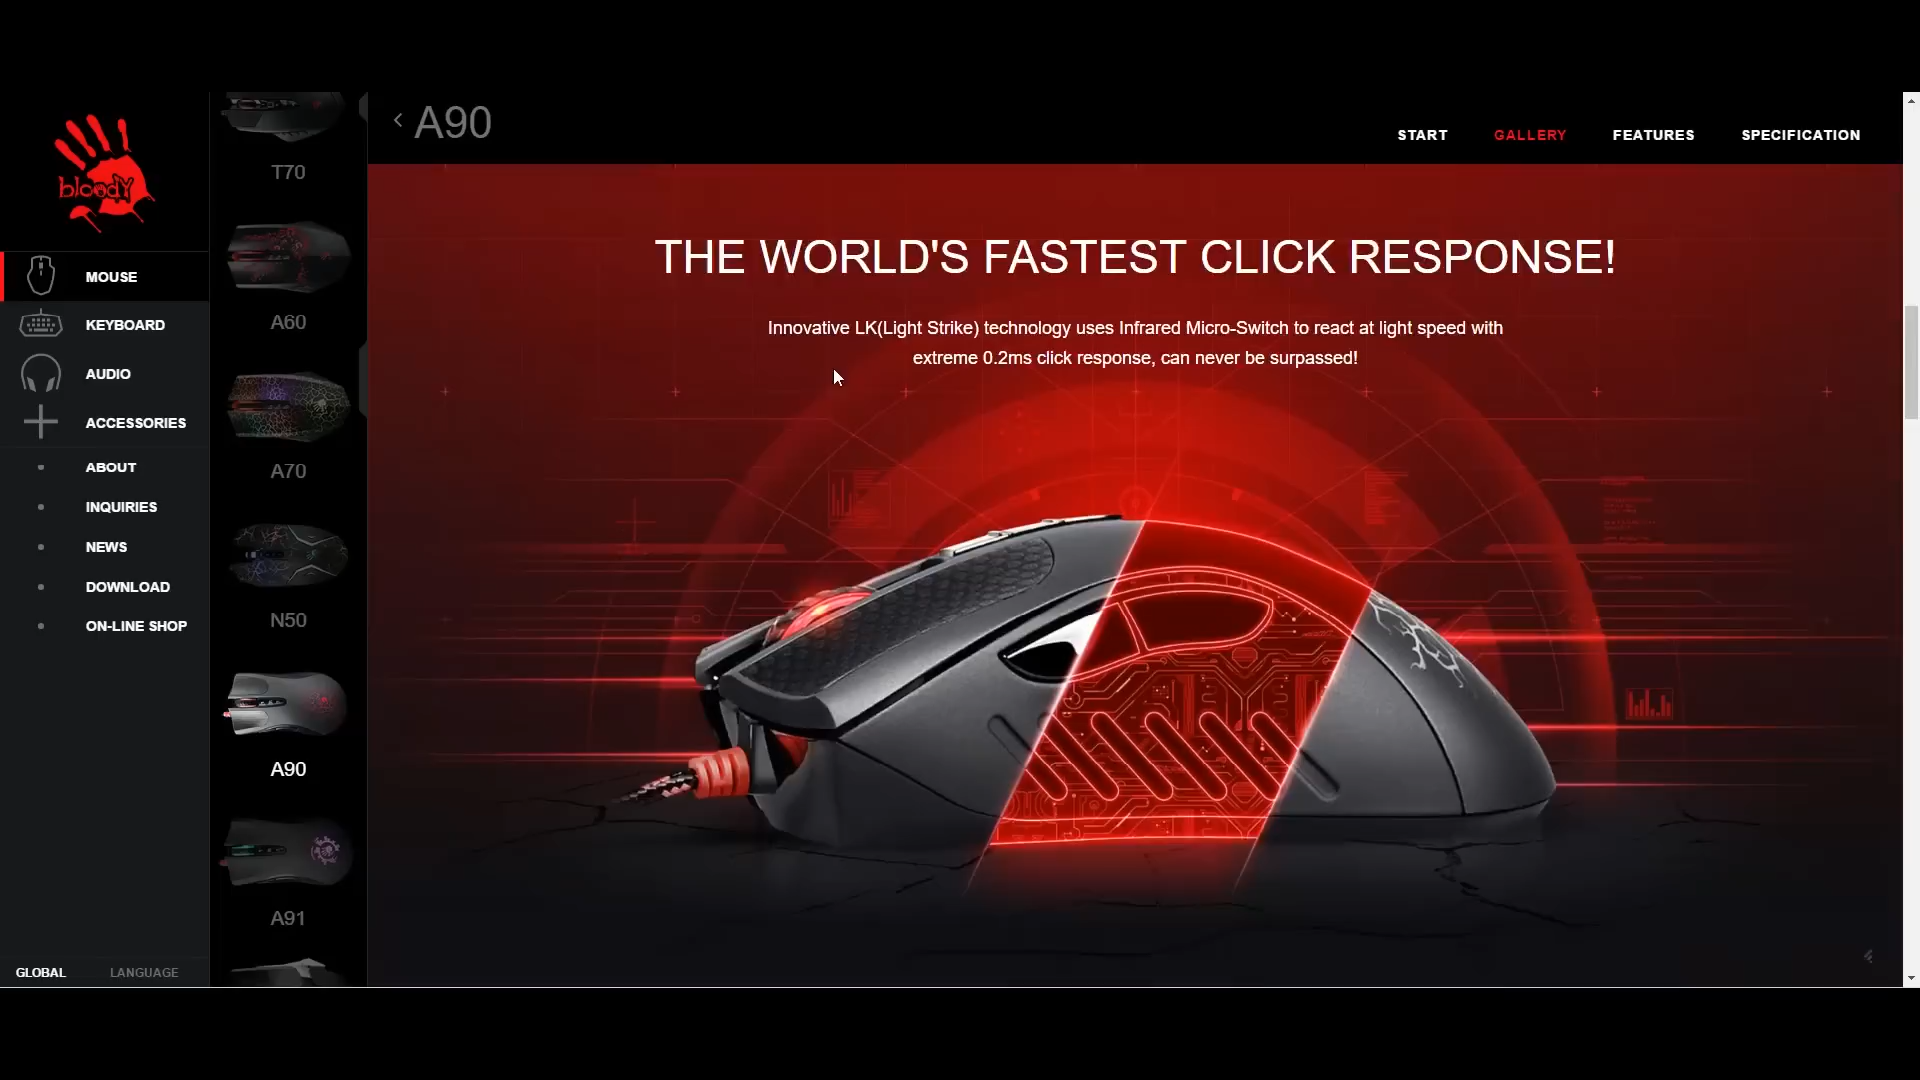 bloody
MOUSE
KEYBOARD
AUDIO
ACCESSORIES
ABOUT
INQUIRIES
NEWS
DOWNLOAD
ON-LINE SHOP
GLOBAL
LANGUAGE
T70
A60
A70
N50
A90
A91
A90
START
GALLERY
FEATURES
SPECIFICATION
THE WORLD'S FASTEST CLICK RESPONSE!
Innovative LK(Light Strike) technology uses Infrared Micro-Switch to react at light speed with
extreme 0.2ms click response, can never be surpassed!